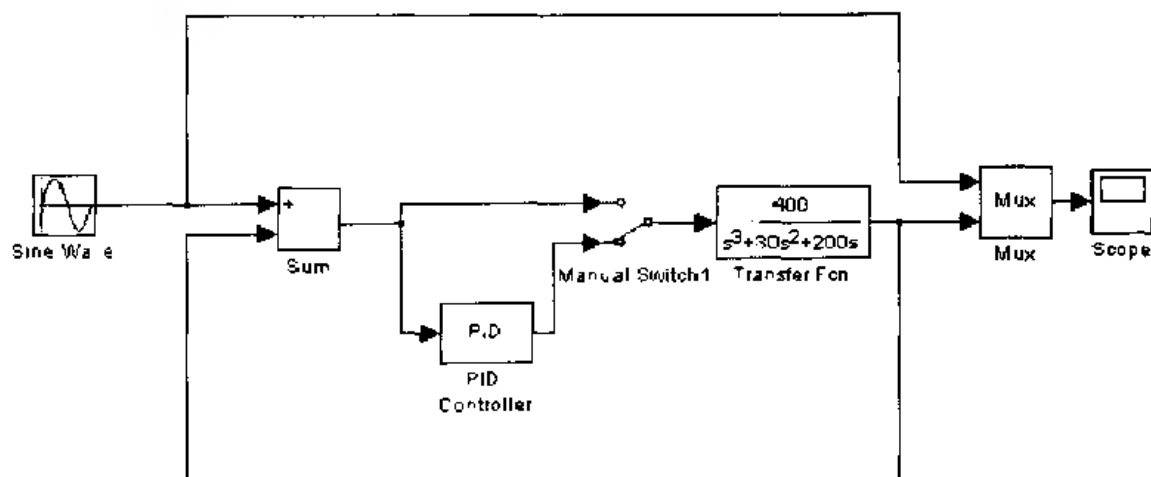 Sine Wa e
+
Sum
PID
PID
Controller
Manual Switch1
400
s³+30s²+200s
Transfer Fcn
Mux
Mux
Scope